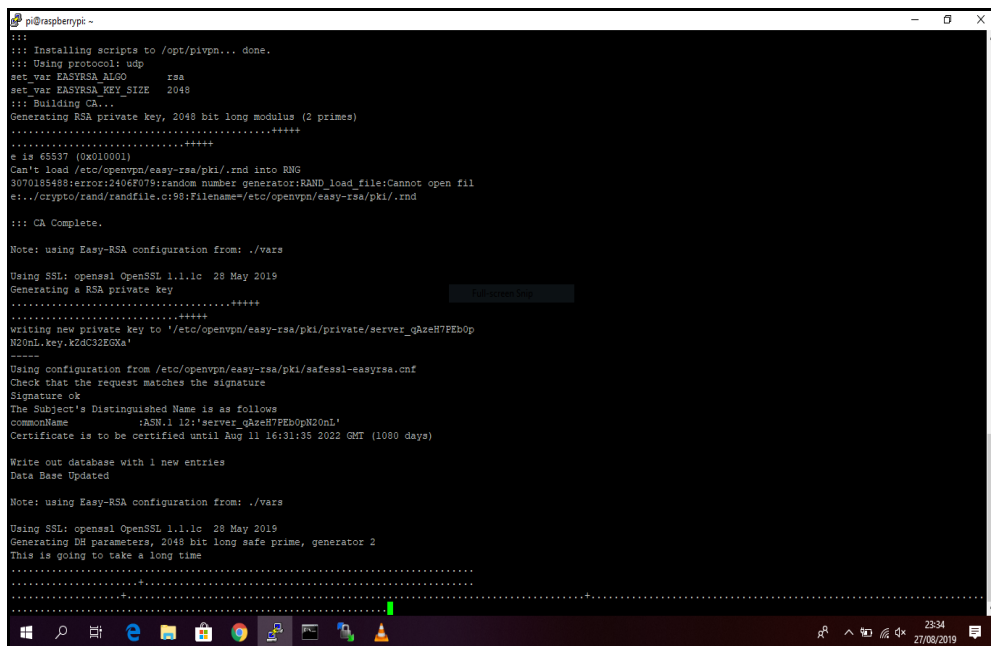 pi@raspberrypi: ~
:::
::: Installing scripts to /opt/pivpn... done.
::: Using protocol: udp
set_var EASYRSA_ALGO       rsa
set_var EASYRSA_KEY_SIZE   2048
::: Building CA...
Generating RSA private key, 2048 bit long modulus (2 primes)
.............................................+++++
..............................+++++
e is 65537 (0x010001)
Can't load /etc/openvpn/easy-rsa/pki/.rnd into RNG
3070185488:error:2406F079:random number generator:RAND_load_file:Cannot open fil
e:../crypto/rand/randfile.c:98:Filename=/etc/openvpn/easy-rsa/pki/.rnd
::: CA Complete.
Note: using Easy-RSA configuration from: ./vars
Using SSL: openssl OpenSSL 1.1.1c  28 May 2019
Generating a RSA private key
Full-screen Snip
......................................+++++
.............................+++++
writing new private key to '/etc/openvpn/easy-rsa/pki/private/server_qAzeH7PEb0p
N20nL.key.kZdC32EGXa'
-----
Using configuration from /etc/openvpn/easy-rsa/pki/safessl-easyrsa.cnf
Check that the request matches the signature
Signature ok
The Subject's Distinguished Name is as follows
commonName            :ASN.1 12:'server_qAzeH7PEb0pN20nL'
Certificate is to be certified until Aug 11 16:31:35 2022 GMT (1080 days)
Write out database with 1 new entries
Data Base Updated
Note: using Easy-RSA configuration from: ./vars
Using SSL: openssl OpenSSL 1.1.1c  28 May 2019
Generating DH parameters, 2048 bit long safe prime, generator 2
This is going to take a long time
................................................................................
......................+.........................................................
...................+...............................................................................+.....................................................................
.................................................................
23:34
27/08/2019